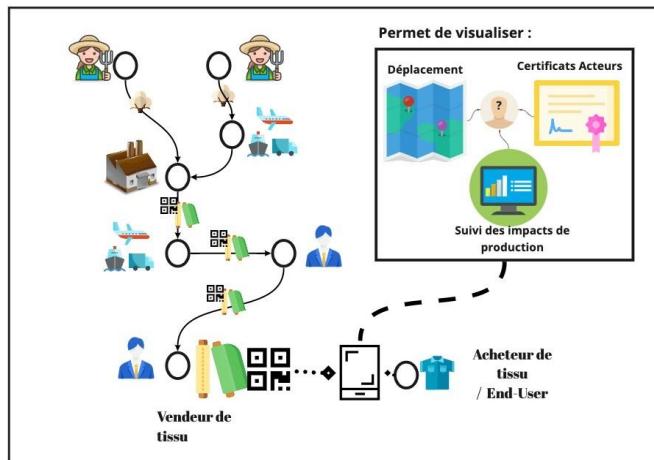 Permet de visualiser :
Déplacement
Certificats Acteurs
?
Suivi des impacts de
production
Acheteur de
tissu
/ End-User
Vendeur de
tissu